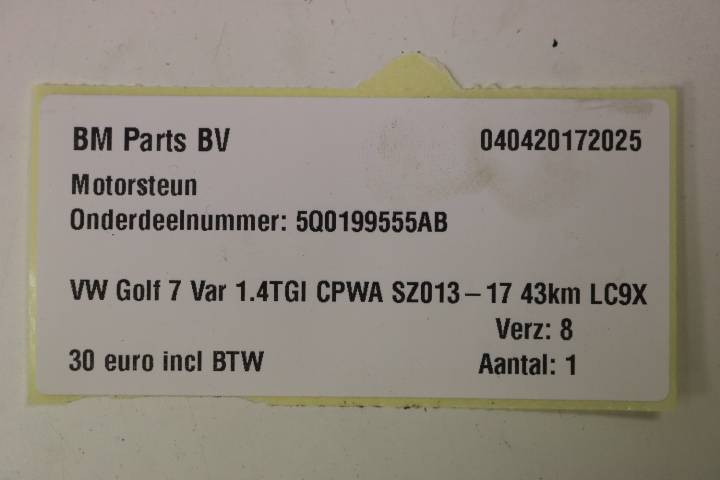 BM Parts BV 040420172025
Motorsteun
Onderdeelnummer: 5Q0199555AB
VW Golf 7 Var 1.4TGI CPWA SZ013-17 43km LC9X
Verz: 8
30 euro incl BTW Aantal: 1